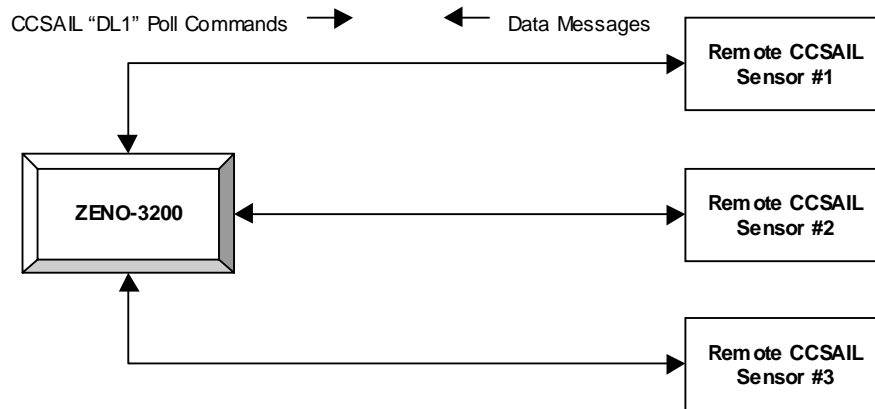 CCSAIL “DL1” Poll Commands
Data Messages
Remote CCSAIL
Sensor #1
ZENO-3200
Remote CCSAIL
Sensor #2
Remote CCSAIL
Sensor #3